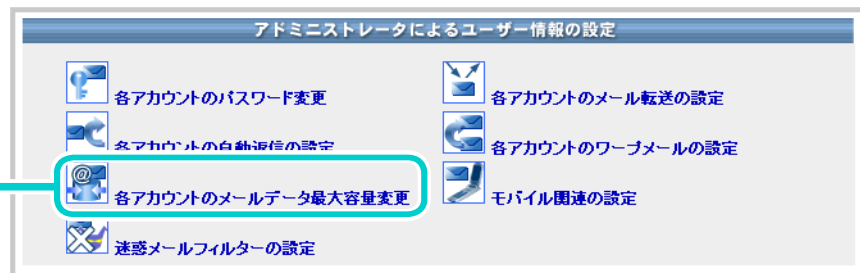 アドミニストレータによるユーザー情報の設定
各アカウントのパスワード変更
各アカウントのメール転送の設定
各アカウントの自動返信の設定
各アカウントのワープメールの設定
各アカウントのメールデータ最大容量変更
モバイル関連の設定
迷惑メールフィルターの設定